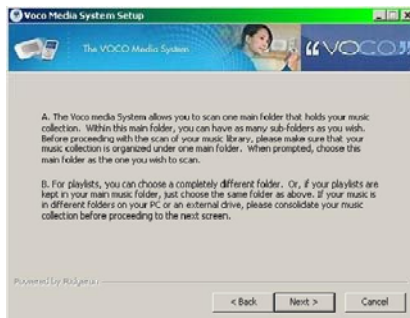 Voco Media System Setup
The VOCO Media System
“VOCO”
A. The Voco media System allows you to scan one main folder that holds your music
collection. Within this main folder, you can have as many sub-folders as you wish.
Before proceeding with the scan of your music library, please make sure that your
music collection is organized under one main folder. When prompted, choose this
main folder as the one you wish to scan.
B. For playlists, you can choose a completely different folder. Or, if your playlists are
kept in your main music folder, just choose the same folder as above. If your music is
in different folders on your PC or an external drive, please consolidate your music
collection before proceeding to the next screen.
Powered by
< Back
Next >
Cancel